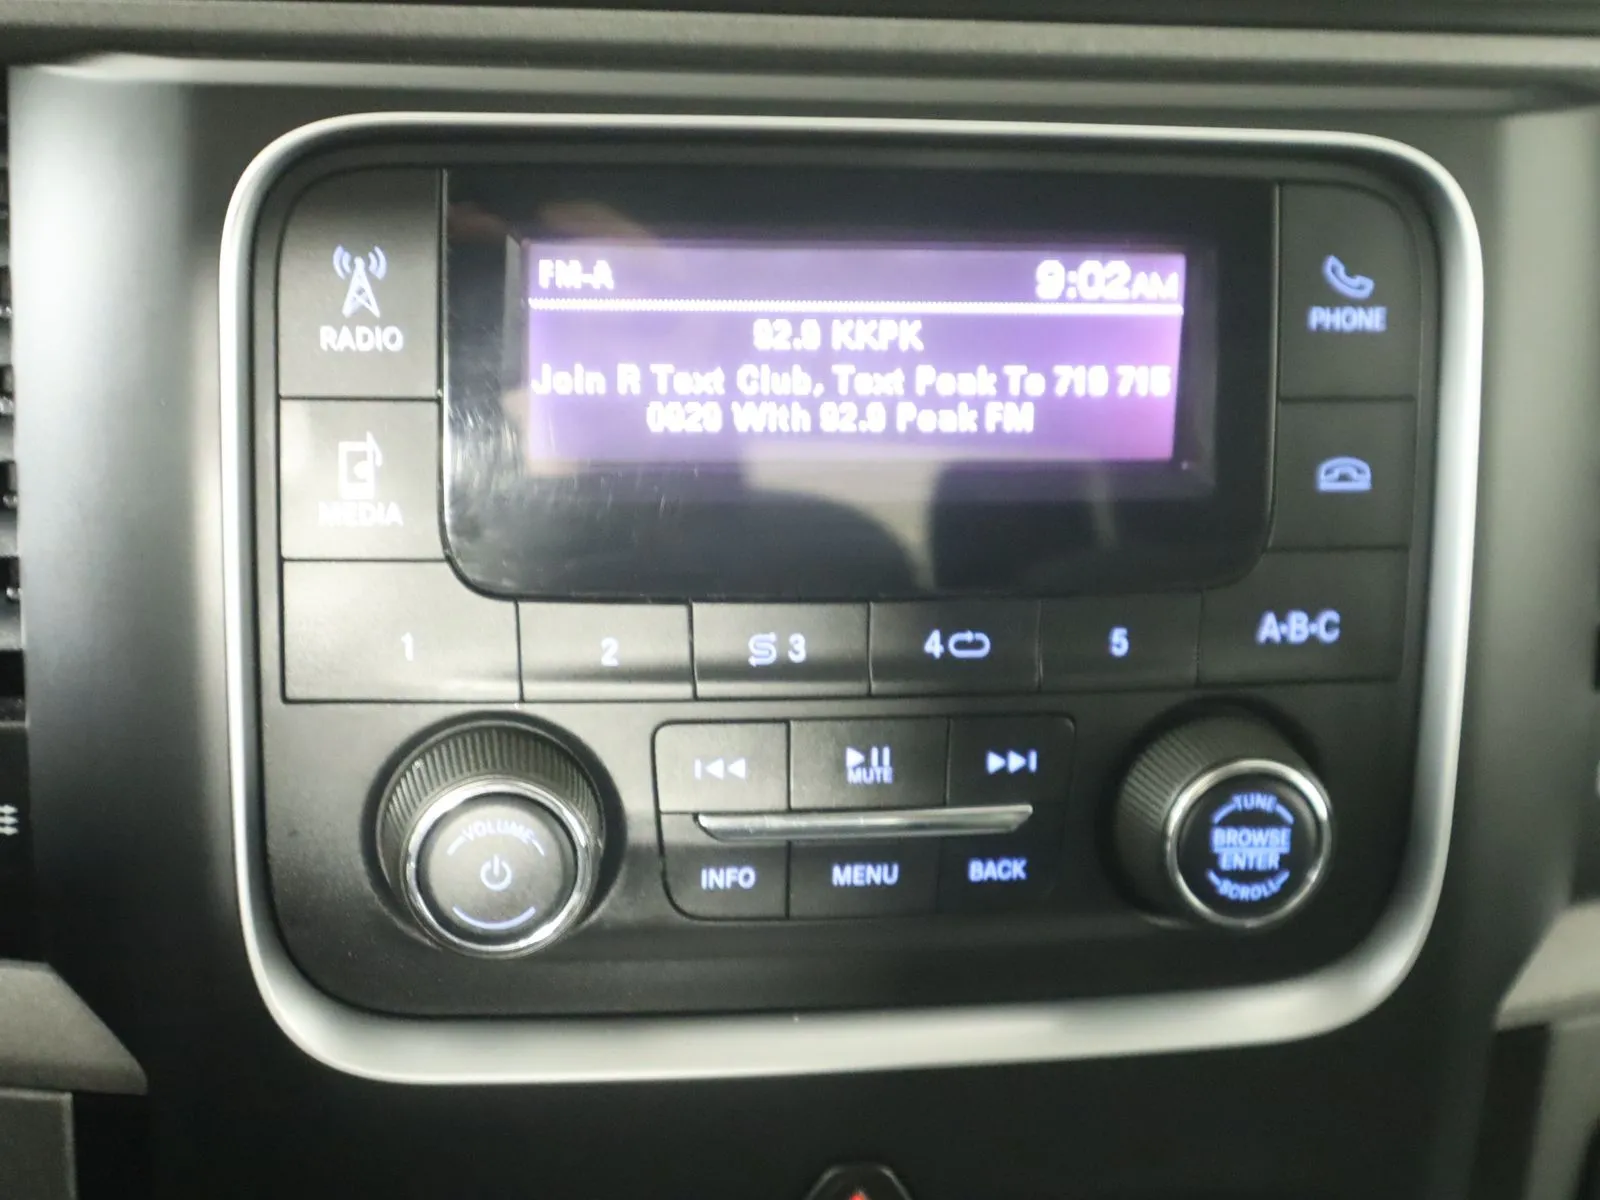 FM-A 9:02AM
92.9 KKPK
Join R Text Club, Text Peak To 719 715
0929 With 92.9 Peak FM
RADIO
PHONE
MEDIA
1 2 3 4 5 A·B·C
MUTE
VOLUME
TUNE
BROWSE
ENTER
SCROLL
INFO MENU BACK